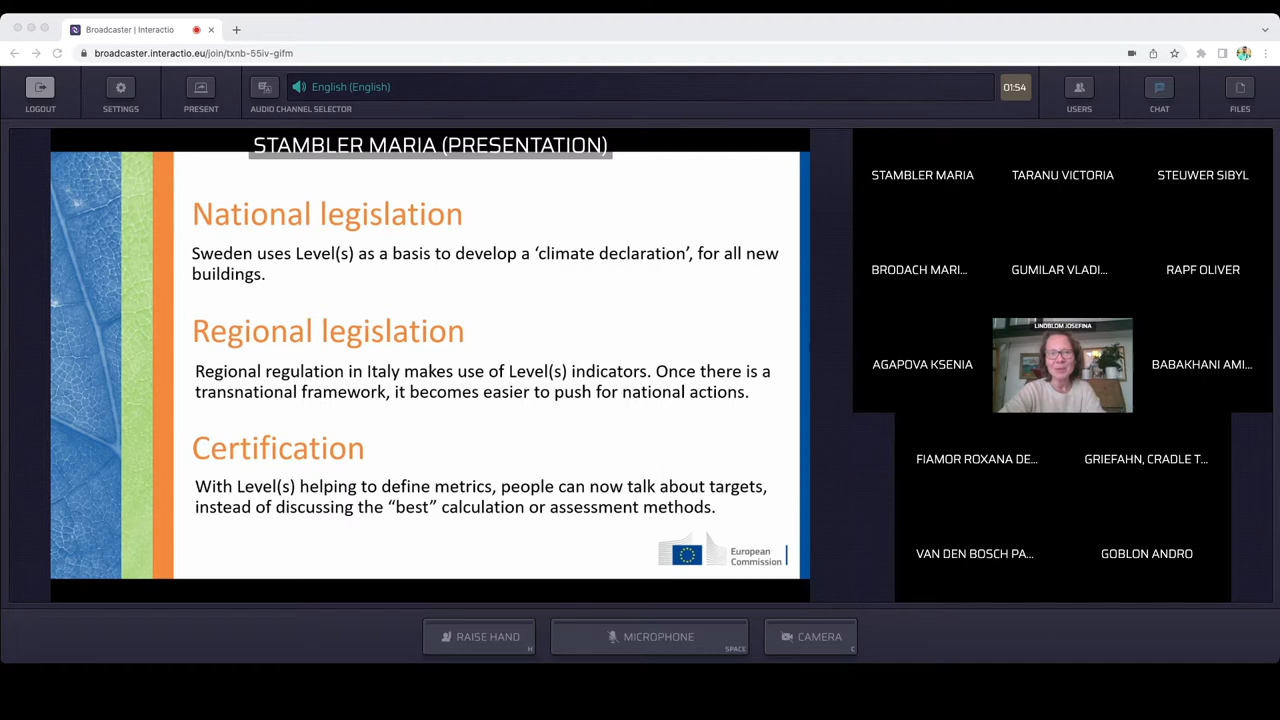 Broadcaster | Interactio
broadcaster.interactio.eu/join/txnb-55iv-gifm
LOGOUT
SETTINGS
PRESENT
AUDIO CHANNEL SELECTOR
English (English)
01:54
USERS
CHAT
FILES
STAMBLER MARIA (PRESENTATION)
National legislation
Sweden uses Level(s) as a basis to develop a ‘climate declaration’, for all new
buildings.
Regional legislation
Regional regulation in Italy makes use of Level(s) indicators. Once there is a
transnational framework, it becomes easier to push for national actions.
Certification
With Level(s) helping to define metrics, people can now talk about targets,
instead of discussing the “best” calculation or assessment methods.
European
Commission
STAMBLER MARIA
TARANU VICTORIA
STEUWER SIBYL
BRODACH MARI...
GUMILAR VLADI...
RAPF OLIVER
AGAPOVA KSENIA
LINDBLOM JOSEFINA
BABAKHANI AMI...
FIAMOR ROXANA DE...
GRIEFAHN, CRADLE T...
VAN DEN BOSCH PA...
GOBLON ANDRO
RAISE HAND
H
MICROPHONE
SPACE
CAMERA
C